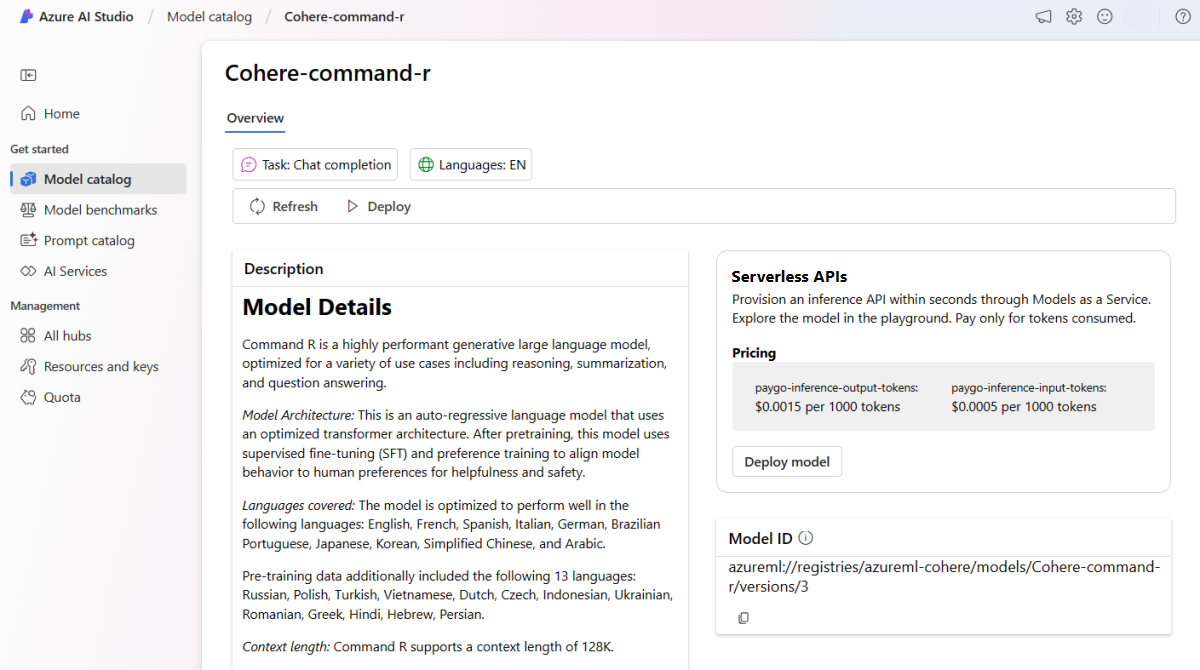 Azure AI Studio / Model catalog / Cohere-command-r
Home
Get started
Model catalog
Model benchmarks
Prompt catalog
AI Services
Management
All hubs
Resources and keys
Quota
Cohere-command-r
Overview
Task: Chat completion Languages: EN
Refresh Deploy
Description
Model Details
Command R is a highly performant generative large language model,
optimized for a variety of use cases including reasoning, summarization,
and question answering.
Model Architecture: This is an auto-regressive language model that uses
an optimized transformer architecture. After pretraining, this model uses
supervised fine-tuning (SFT) and preference training to align model
behavior to human preferences for helpfulness and safety.
Languages covered: The model is optimized to perform well in the
following languages: English, French, Spanish, Italian, German, Brazilian
Portuguese, Japanese, Korean, Simplified Chinese, and Arabic.
Pre-training data additionally included the following 13 languages:
Russian, Polish, Turkish, Vietnamese, Dutch, Czech, Indonesian, Ukrainian,
Romanian, Greek, Hindi, Hebrew, Persian.
Context length: Command R supports a context length of 128K.
Serverless APIs
Provision an inference API within seconds through Models as a Service.
Explore the model in the playground. Pay only for tokens consumed.
Pricing
paygo-inference-output-tokens: paygo-inference-input-tokens:
$0.0015 per 1000 tokens $0.0005 per 1000 tokens
Deploy model
Model ID
azureml://registries/azureml-cohere/models/Cohere-command-
r/versions/3